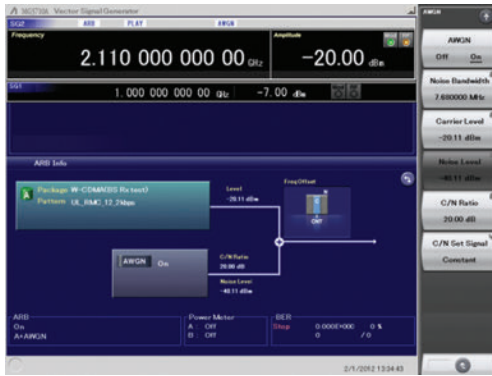 MG3710A Vector Signal Generator
SG2 ARB PLAY AWGN
Frequency
2.110 000 000 00 GHz
Amplitude
-20.00 dBm
SG1
1. 000 000 000 00 GHz -7. 00 dBm
ARB Info
A Package W-CDMA(BS Rx test)
Pattern UL_RMC_12_2kbps
Level
-20.11 dBm
Freq Offset
C
CNT
AWGN On
C/N Ratio
20.00 dB
Noise Level
-40.11 dBm
ARB
On
A+AWGN
Power Meter
A : Off
B : Off
BER
Stop 0.000E+000 0 %
0 / 0
2/1/2012 13:34:43
AWGN
AWGN
Off On
Noise Bandwidth
7.680000 MHz
Carrier Level
-20.11 dBm
Noise Level
-40.11 dBm
C/N Ratio
20.00 dB
C/N Set Signal
Constant